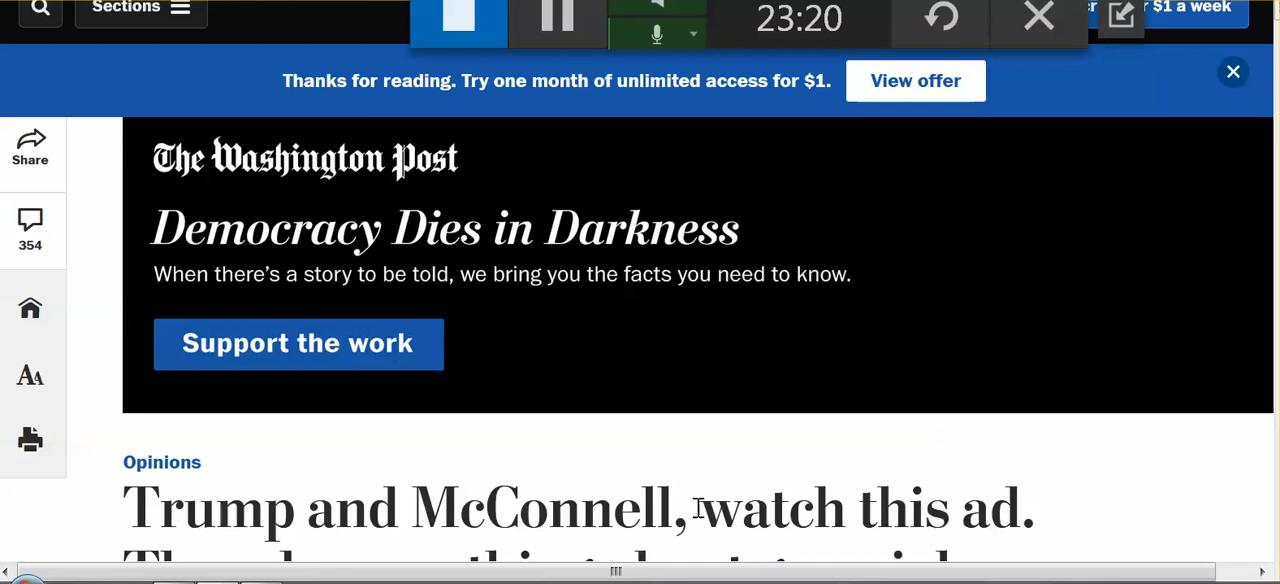 Sections
23:20
$1 a week
Thanks for reading. Try one month of unlimited access for $1.
View offer
Share
The Washington Post
Democracy Dies in Darkness
354
When there's a story to be told, we bring you the facts you need to know.
Support the work
AA
Opinions
Trump and McConnell, watch this ad.